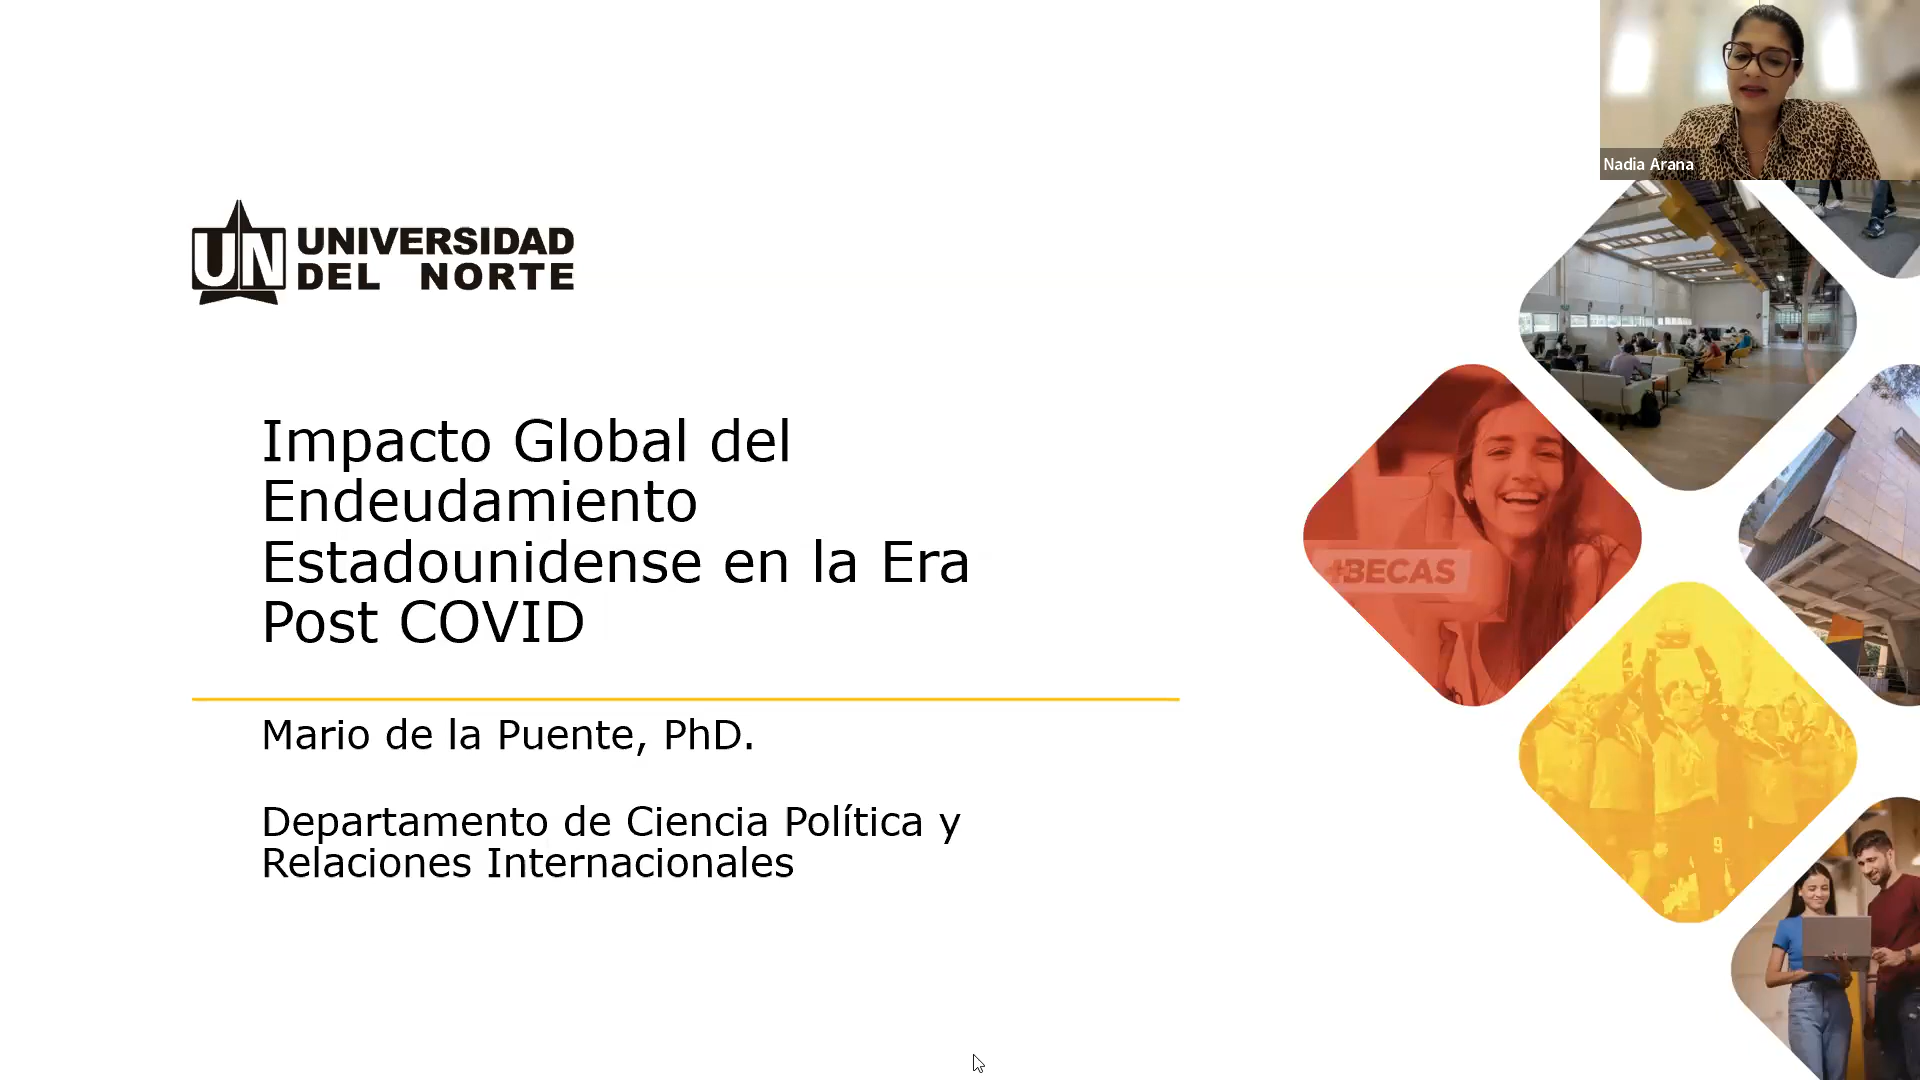 Nadia Arana
UN
UNIVERSIDAD
DEL NORTE
Impacto Global del
Endeudamiento
Estadounidense en la Era
Post COVID
+BECAS
Mario de la Puente, PhD.
Departamento de Ciencia Política y
Relaciones Internacionales
9